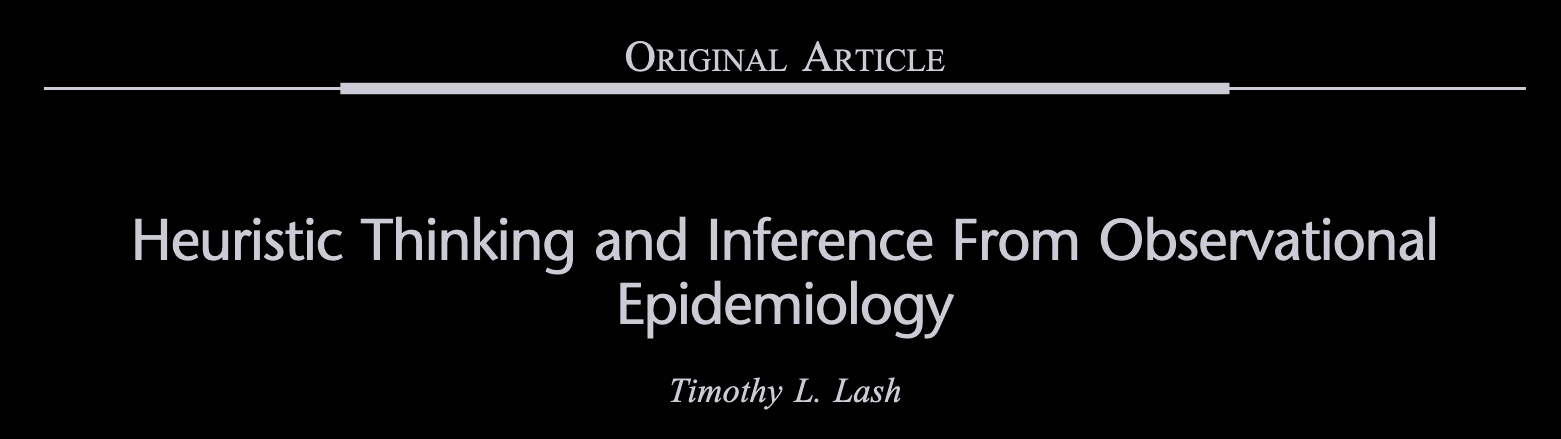 ORIGINAL ARTICLE
Heuristic Thinking and Inference From Observational
Epidemiology
Timothy L. Lash